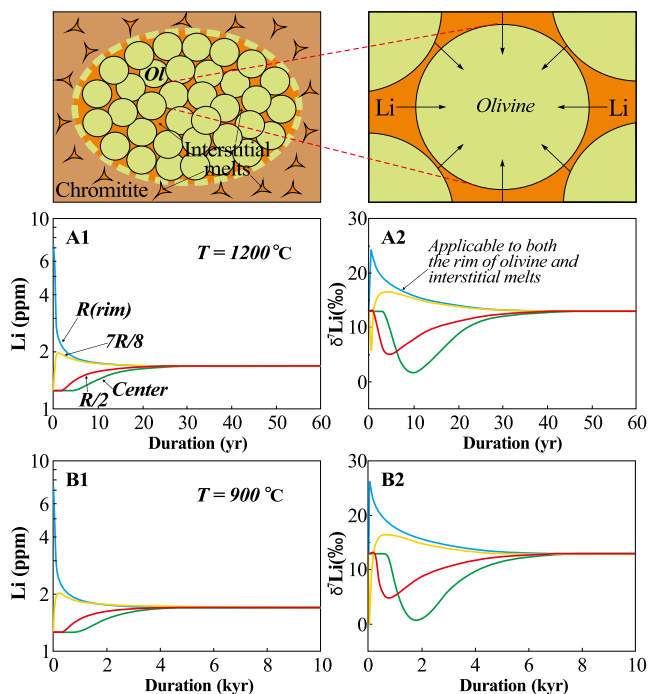 Ol
Interstitial
melts
Chromitite
Li
Olivine
Li
A1
T = 1200°C
R(rim)
7R/8
R/2
Center
Li (ppm)
10
6
4
2
1
0
10
20
30
40
50
60
Duration (yr)
A2
Applicable to both
the rim of olivine and
interstitial melts
δ⁷Li(‰)
30
20
10
0
0
10
20
30
40
50
60
Duration (yr)
B1
T = 900°C
Li (ppm)
10
6
4
2
1
0
2
4
6
8
10
Duration (kyr)
B2
δ⁷Li(‰)
30
20
10
0
0
2
4
6
8
10
Duration (kyr)